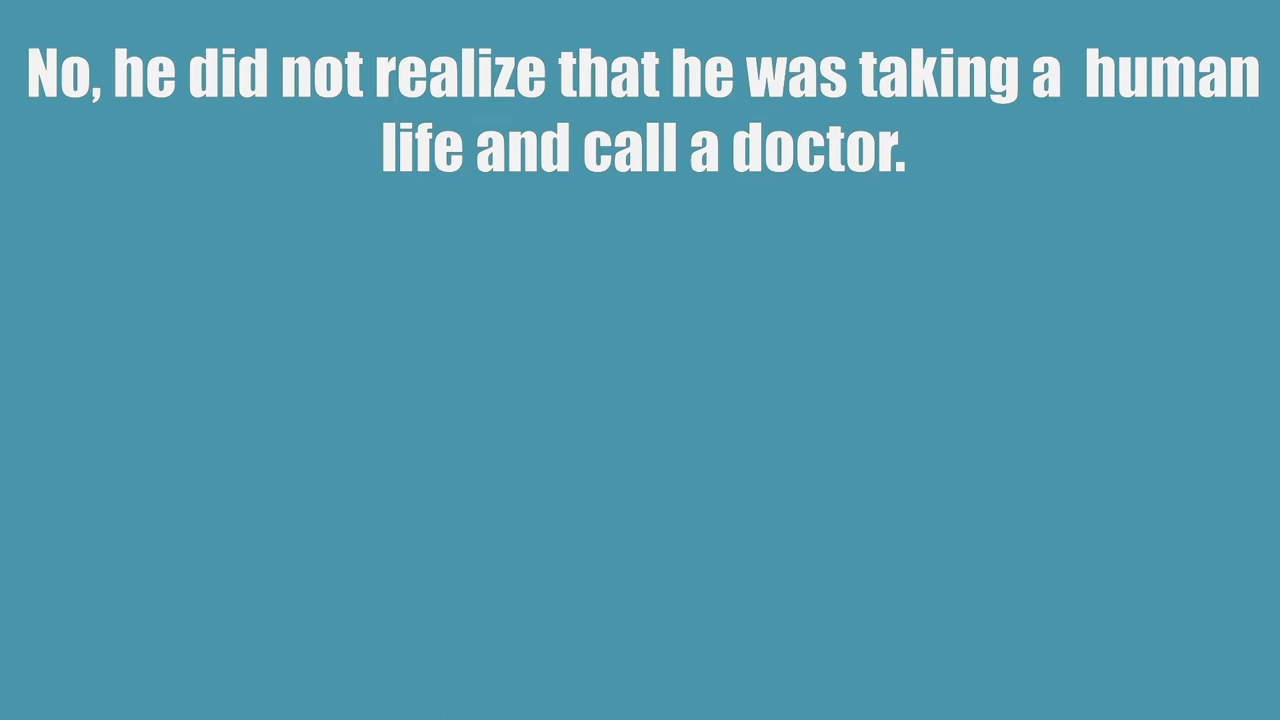 No, he did not realize that he was taking a  human
life and call a doctor.